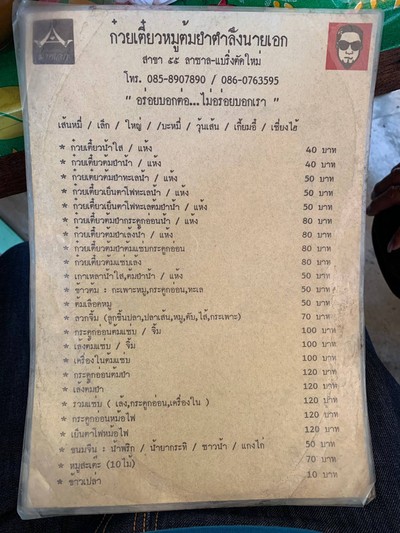 ก๋วยเตี๋ยวหมูต้มยำตำลึงนายเอก
สาขา ๕๕ ลาซาล-แบริ่งตัดใหม่
โทร. 085-8907890 / 086-0763595
" อร่อยบอกต่อ...ไม่อร่อยบอกเรา "
เส้นหมี่ / เล็ก / ใหญ่ / /บะหมี่ / วุ้นเส้น / เกี้ยมอี๋ / เซี่ยงไฮ้
* ก๋วยเตี๋ยวน้ำใส / แห้ง 40 บาท
* ก๋วยเตี๋ยวต้มยำน้ำ / แห้ง 40 บาท
* ก๋วยเตี๋ยวต้มยำทะเลน้ำ / แห้ง 50 บาท
* ก๋วยเตี๋ยวเย็นตาโฟทะเลน้ำ / แห้ง 50 บาท
* ก๋วยเตี๋ยวเย็นตาโฟทะเลต้มยำน้ำ / แห้ง 50 บาท
* ก๋วยเตี๋ยวต้มยำกระดูกอ่อนน้ำ / แห้ง 80 บาท
* ก๋วยเตี๋ยวต้มยำเล้งน้ำ / แห้ง 80 บาท
* ก๋วยเตี๋ยวต้มยำต้มแซ่บกระดูกอ่อน 80 บาท
* ก๋วยเตี๋ยวต้มแซ่บเล้ง 80 บาท
* เกาเหลาน้ำใส,ต้มยำน้ำ / แห้ง 50 บาท
* ข้าวต้ม : กะเพาะหมู,กระดูกอ่อน,ทะเล 50 บาท
* ต้มเลือดหมู 50 บาท
* ลวกจิ้ม (ลูกชิ้นปลา,ปลาเส้น,หมู,ตับ,ไส้,กระเพาะ) 70 บาท
* กระดูกอ่อนต้มแซ่บ / จิ้ม 100 บาท
* เล้งต้มแซ่บ / จิ้ม 100 บาท
* เครื่องในต้มแซ่บ 100 บาท
* กระดูกอ่อนต้มยำ 120 บาท
* เล้งต้มยำ 120 บาท
* รวมแซ่บ ( เล้ง,กระดูกอ่อน,เครื่องใน ) 120 บาท
* กระดูกอ่อนหม้อไฟ 120 บาท
* เย็นตาโฟหม้อไฟ 120 บาท
* ขนมจีน : น้ำพริก / น้ำยากะทิ / ซาวน้ำ / แกงไก่ 50 บาท
* หมูสะเต๊ะ (10 ไม้) 70 บาท
* ข้าวเปล่า 10 บาท